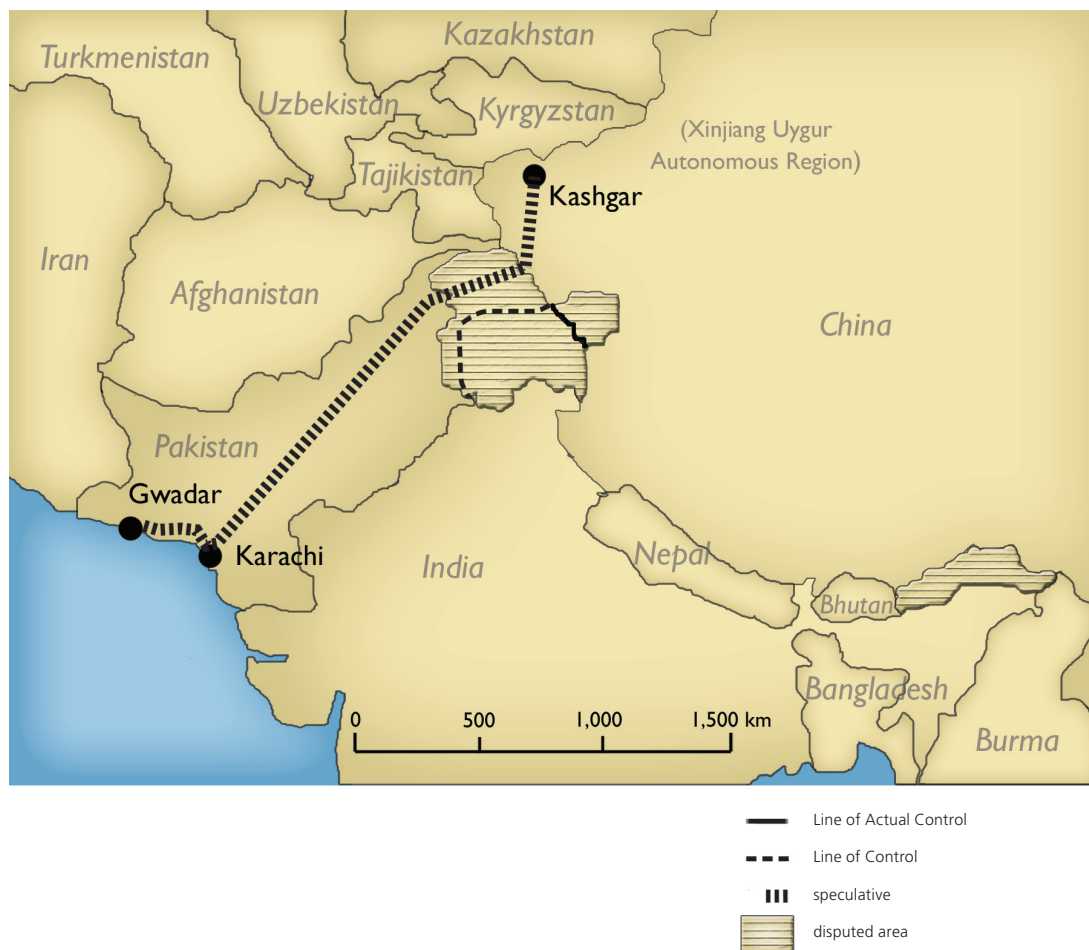 Kazakhstan
Turkmenistan
Uzbekistan
Kyrgyzstan
(Xinjiang Uygur
Autonomous Region)
Tajikistan
Kashgar
Iran
Afghanistan
China
Pakistan
Gwadar
Karachi
India
Nepal
Bhutan
Bangladesh
Burma
0 500 1,000 1,500 km
Line of Actual Control
Line of Control
speculative
disputed area